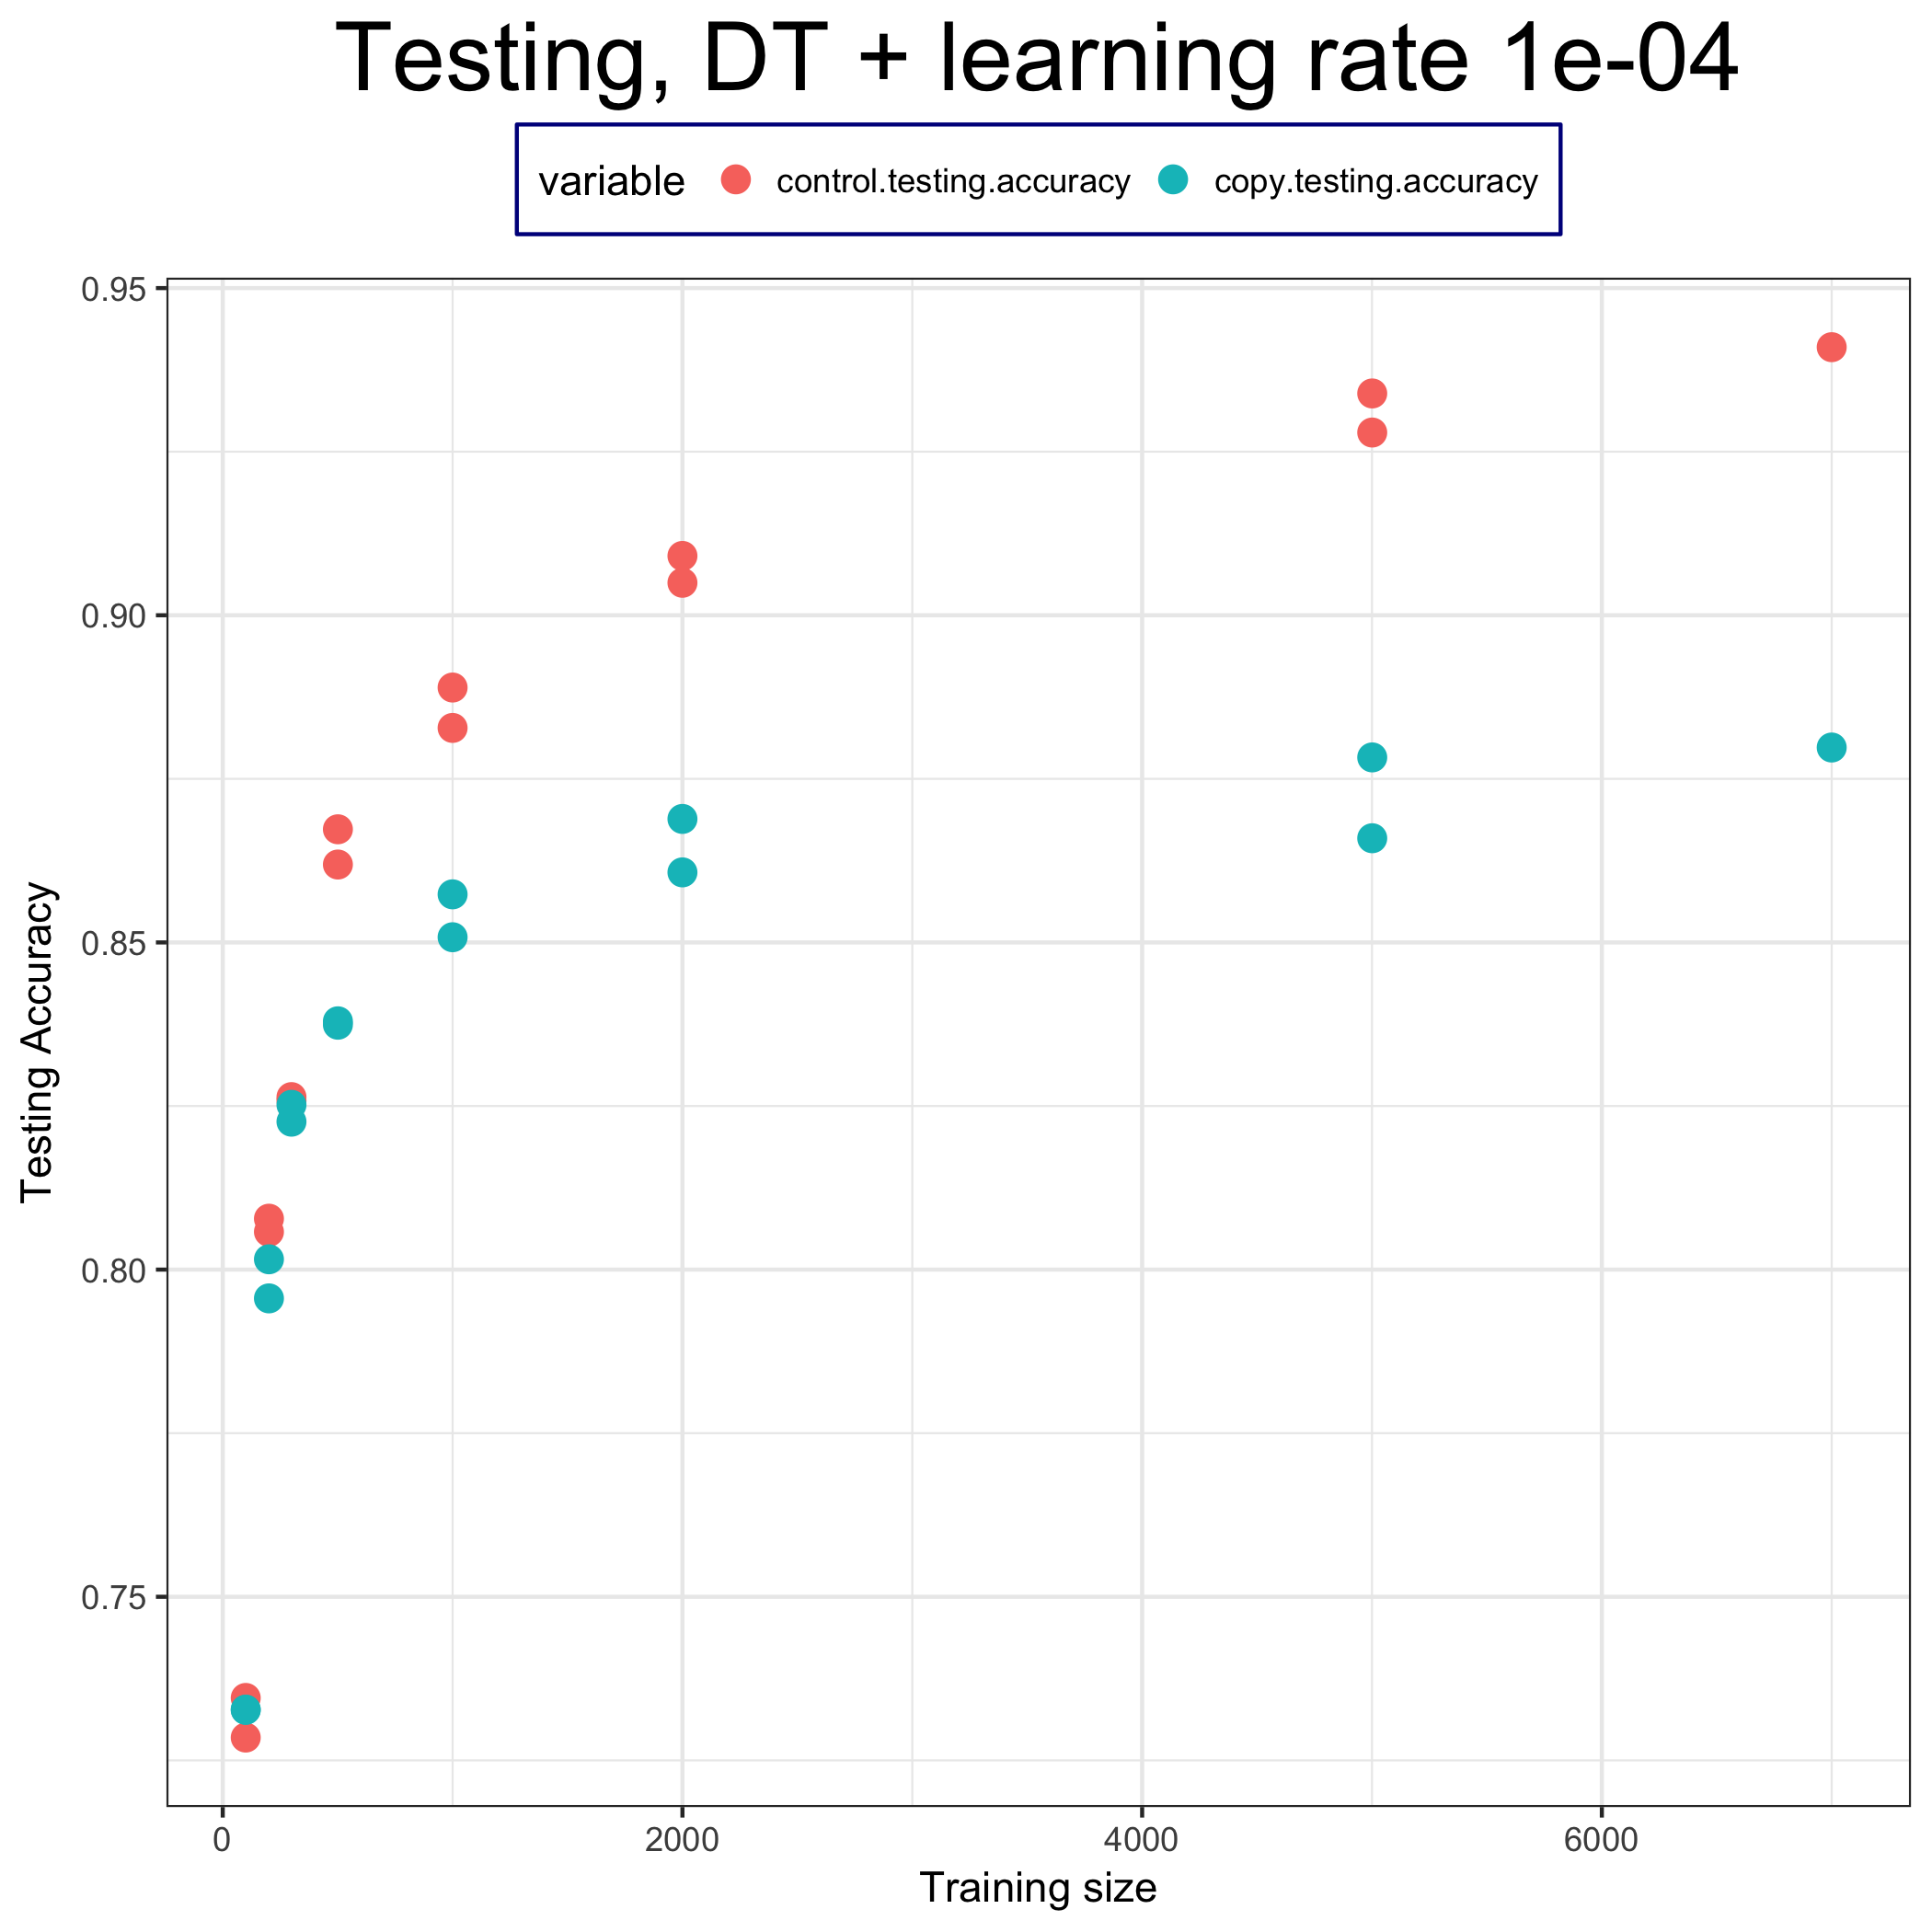 Testing, DT + learning rate 1e-04
variable control.testing.accuracy copy.testing.accuracy
Testing Accuracy
0.95
0.90
0.85
0.80
0.75
0 2000 4000 6000
Training size